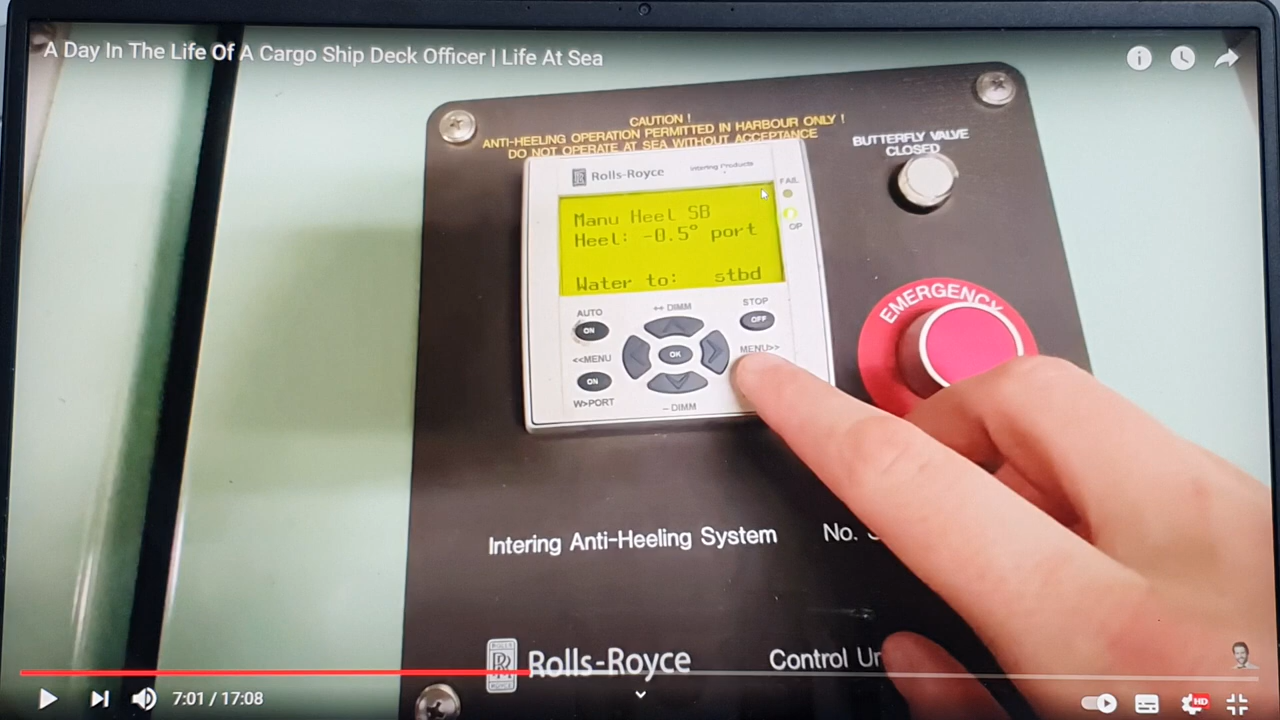 A Day In The Life Of A Cargo Ship Deck Officer | Life At Sea
CAUTION !
ANTI-HEELING OPERATION PERMITTED IN HARBOUR ONLY !
DO NOT OPERATE AT SEA WITHOUT ACCEPTANCE
BUTTERFLY VALVE
CLOSED
Rolls-Royce
Intering Products
FAIL
OP
Manu Heel SB
Heel: -0.5° port
Water to: stbd
AUTO
ON
↔ DIMM
STOP
OFF
<<MENU
OK
MENU>>
ON
W>PORT
– DIMM
EMERGENCY
Intering Anti-Heeling System No.
Rolls-Royce
Control
7:01 / 17:08
HD